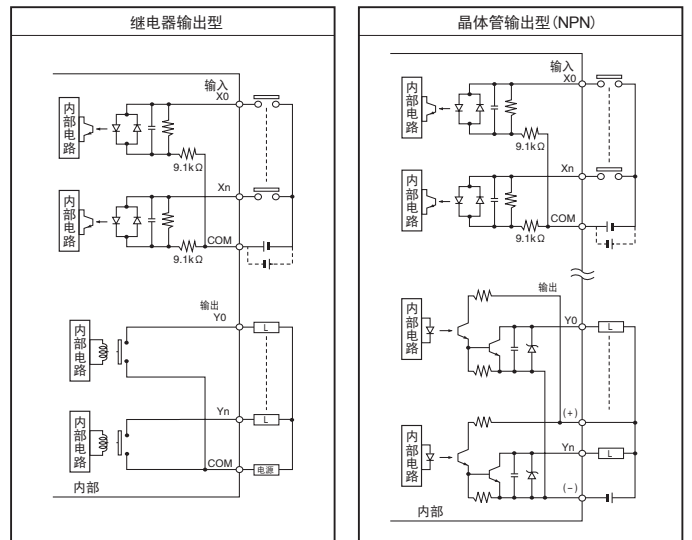 继电器输出型
输入
X0
内部电路
9.1kΩ
Xn
内部电路
COM
9.1kΩ
输出
Y0
内部电路
L
Yn
内部电路
L
COM
电源
内部
晶体管输出型(NPN)
输入
X0
内部电路
9.1kΩ
Xn
内部电路
COM
9.1kΩ
输出
Y0
内部电路
L
(+)
Yn
内部电路
L
(−)
内部